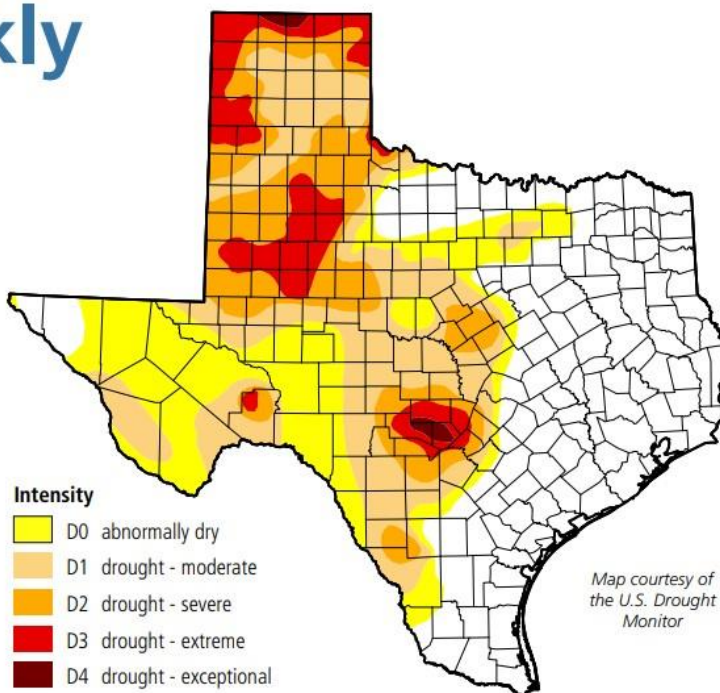 kly
Intensity
D0 abnormally dry
D1 drought - moderate
D2 drought - severe
D3 drought - extreme
D4 drought - exceptional
Map courtesy of
the U.S. Drought
Monitor